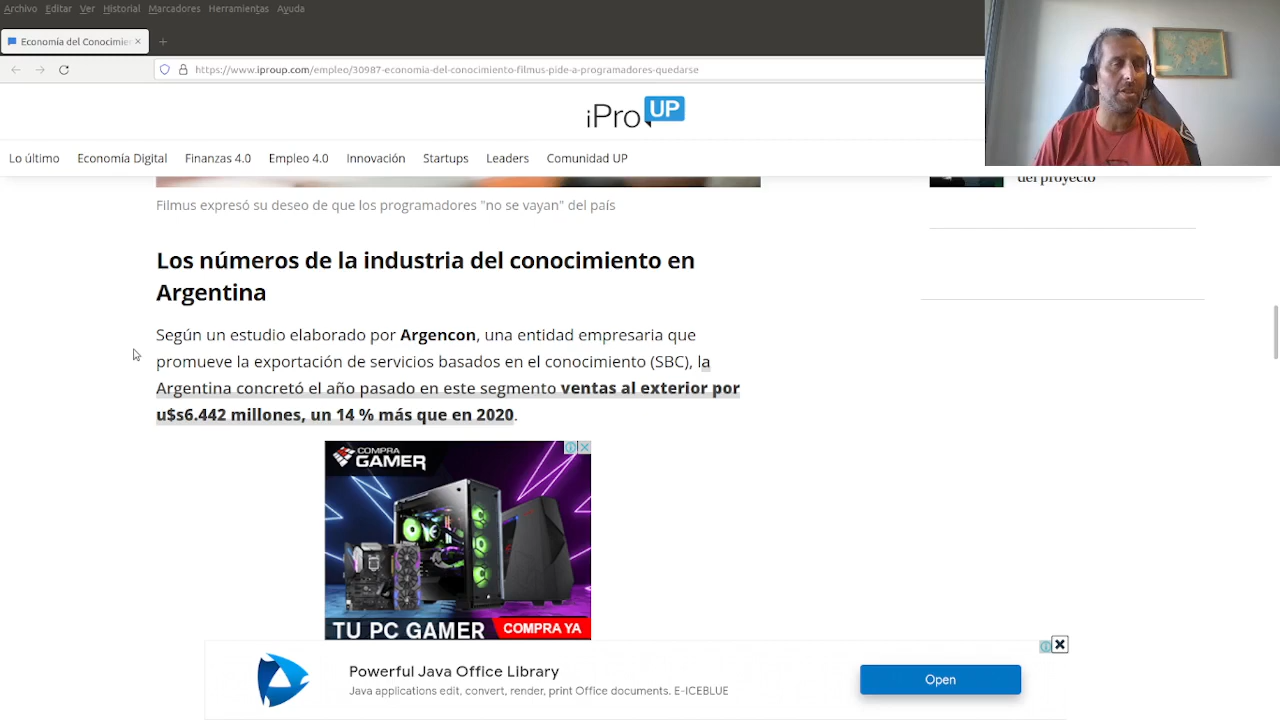 Archivo Editar Ver Historial Marcadores Herramientas Ayuda
Economía del Conocimier
https://www.iproup.com/empleo/30987-economia-del-conocimiento-filmus-pide-a-programadores-quedarse
iPro UP
Lo último Economía Digital Finanzas 4.0 Empleo 4.0 Innovación Startups Leaders Comunidad UP
del proyecto
Filmus expresó su deseo de que los programadores "no se vayan" del país
Los números de la industria del conocimiento en
Argentina
Según un estudio elaborado por Argencon, una entidad empresaria que
promueve la exportación de servicios basados en el conocimiento (SBC), la
Argentina concretó el año pasado en este segmento ventas al exterior por
u$s6.442 millones, un 14 % más que en 2020.
COMPRA
GAMER
TU PC GAMER COMPRA YA
Powerful Java Office Library
Java applications edit, convert, render, print Office documents. E-ICEBLUE
Open